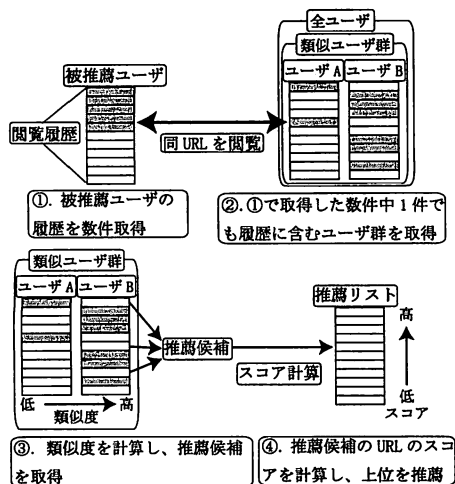 全ユーザ
類似ユーザ群
被推薦ユーザ
ユーザA ユーザB
閲覧履歴
同URLを閲覧
①. 被推薦ユーザの
履歴を数件取得
②. ①で取得した数件中1件で
も履歴に含むユーザ群を取得
類似ユーザ群
ユーザA ユーザB
推薦リスト
高
推薦候補
スコア計算
低 高
類似度
低
スコア
③. 類似度を計算し、推薦候補
を取得
④. 推薦候補のURLのスコ
アを計算し、上位を推薦